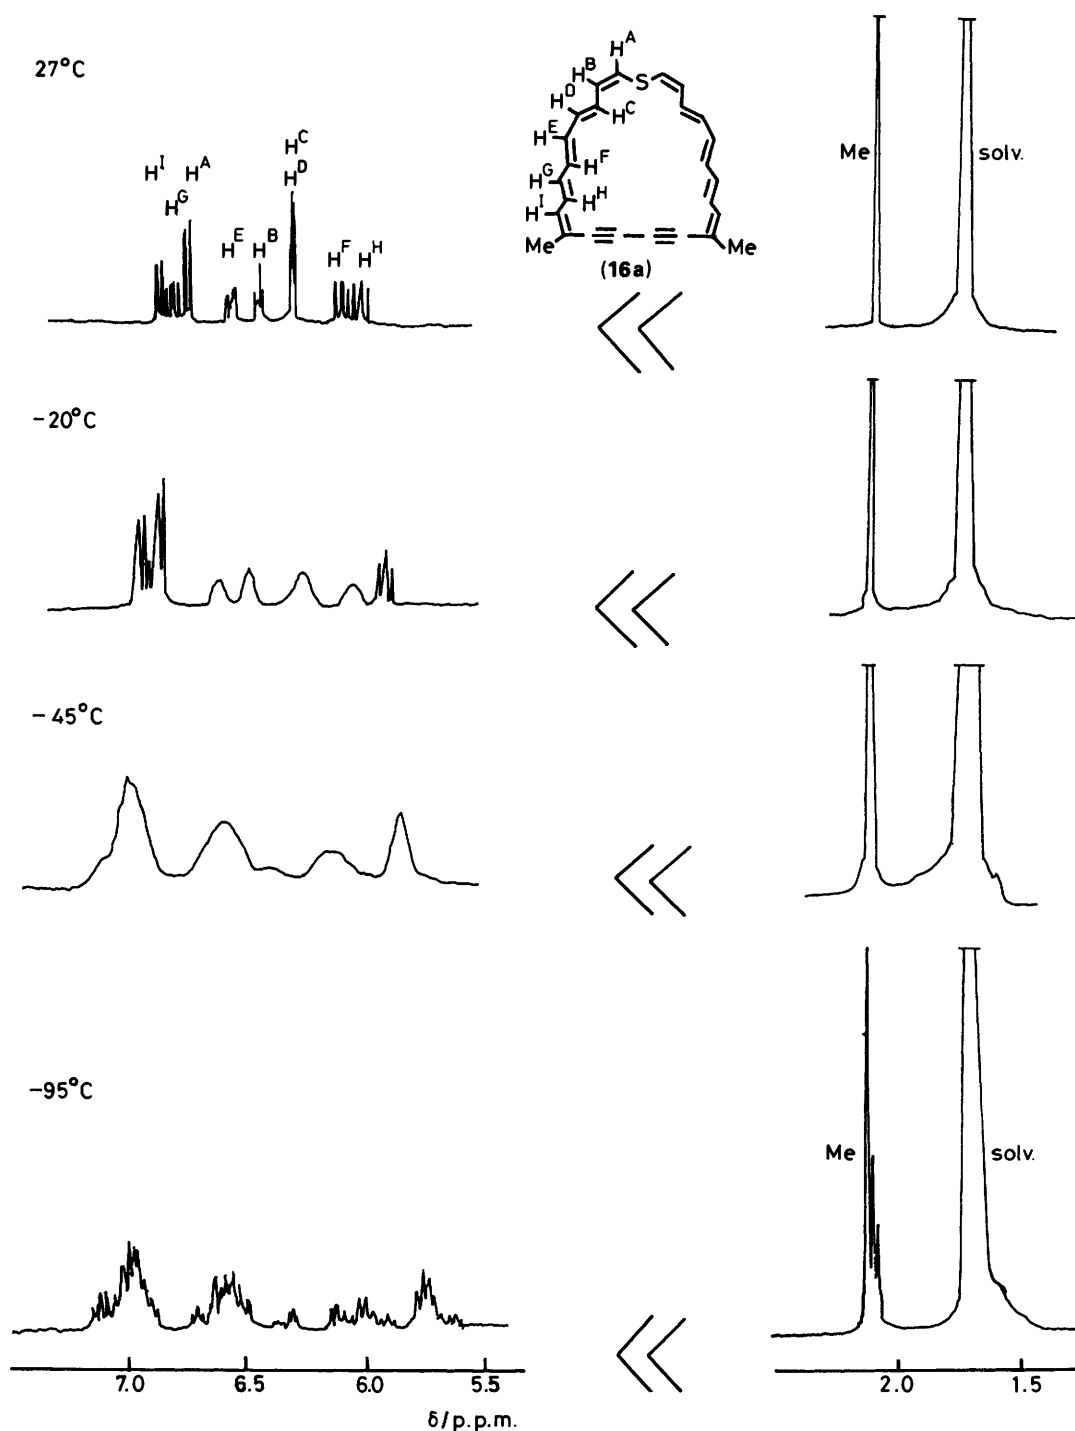 27°C
H^A
H^B
S
H^D
H^C
H^E
H^F
H^G
H^H
H^I
Me
Me
(16a)
H^C
H^I H^A H^D
H^G
H^E H^B H^F H^H
Me solv.
-20°C
-45°C
-95°C
Me solv.
7.0 6.5 6.0 5.5 2.0 1.5
δ/p.p.m.